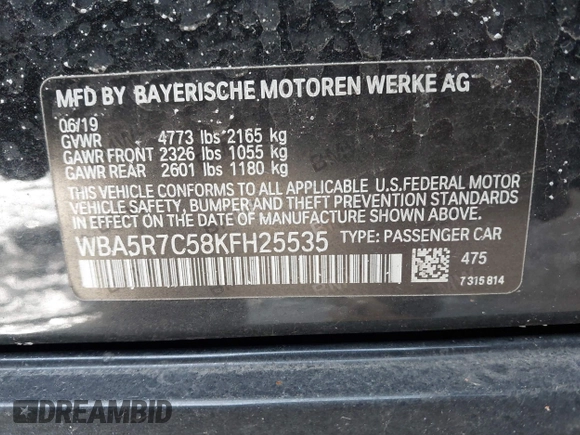 MFD BY BAYERISCHE MOTOREN WERKE AG
06/19
GVWR 4773 lbs 2165 kg
GAWR FRONT 2326 lbs 1055 kg
GAWR REAR 2601 lbs 1180 kg
THIS VEHICLE CONFORMS TO ALL APPLICABLE U.S.FEDERAL MOTOR
VEHICLE SAFETY, BUMPER AND THEFT PREVENTION STANDARDS
IN EFFECT ON THE DATE OF MANUFACTURE SHOWN ABOVE.
WBA5R7C58KFH25535 TYPE: PASSENGER CAR
475
7315814
DREAMBID